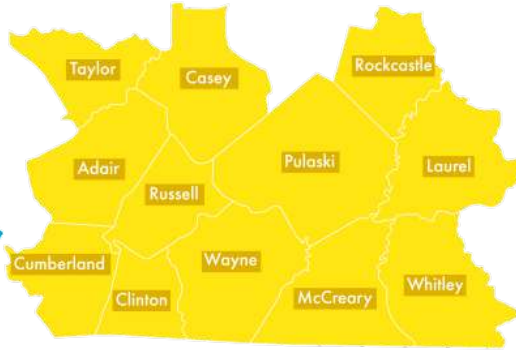 Taylor
Casey
Rockcastle
Adair
Pulaski
Laurel
Russell
Cumberland
Wayne
Clinton
McCreary
Whitley